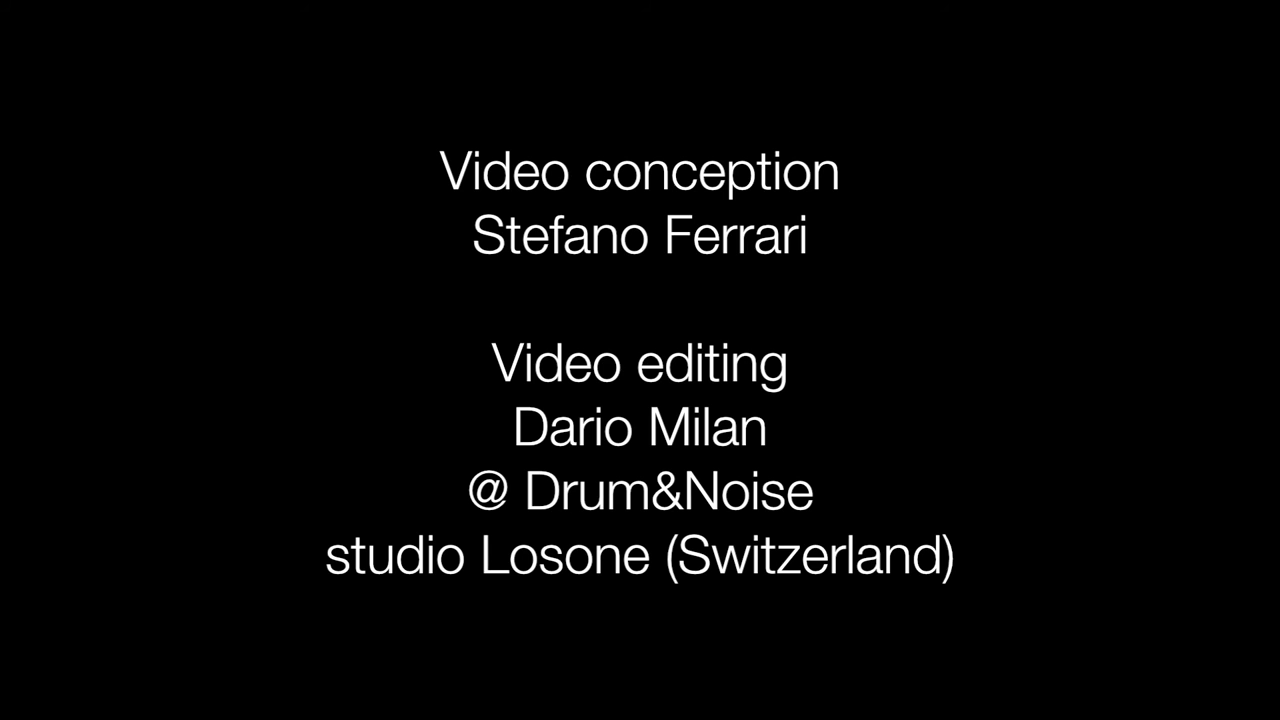 Video conception
Stefano Ferrari
Video editing
Dario Milan
@ Drum&Noise
studio Losone (Switzerland)